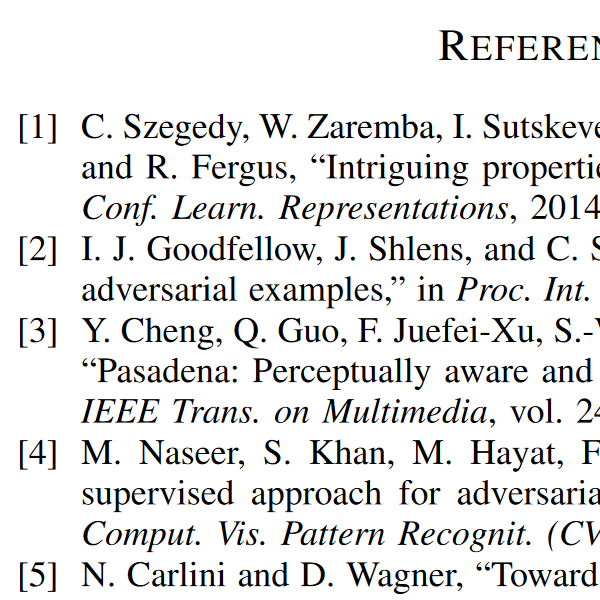 REFEREN
[1] C. Szegedy, W. Zaremba, I. Sutskeve
and R. Fergus, “Intriguing propertie
Conf. Learn. Representations, 2014
[2] I. J. Goodfellow, J. Shlens, and C. S
adversarial examples,” in Proc. Int.
[3] Y. Cheng, Q. Guo, F. Juefei-Xu, S.-
“Pasadena: Perceptually aware and
IEEE Trans. on Multimedia, vol. 24
[4] M. Naseer, S. Khan, M. Hayat, F
supervised approach for adversaria
Comput. Vis. Pattern Recognit. (CV
[5] N. Carlini and D. Wagner, “Toward